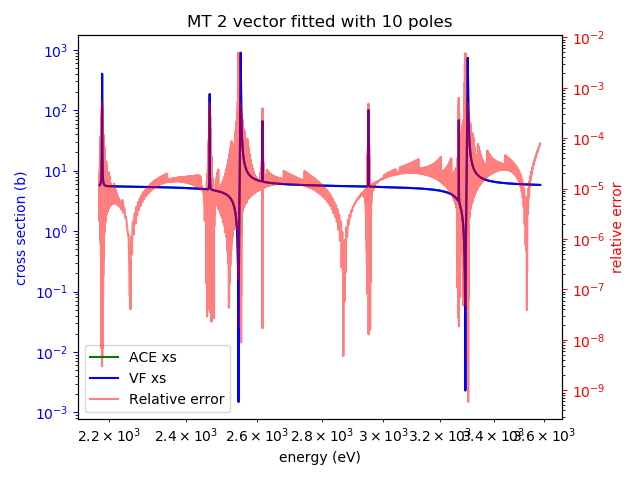 MT 2 vector fitted with 10 poles
cross section (b)
10³
10²
10¹
10⁰
10⁻¹
10⁻²
10⁻³
10⁻²
10⁻³
10⁻⁴
10⁻⁵
10⁻⁶
10⁻⁷
10⁻⁸
10⁻⁹
relative error
ACE xs
VF xs
Relative error
2.2 × 10³ 2.4 × 10³ 2.6 × 10³ 2.8 × 10³ 3 × 10³ 3.2 × 10³ 3.4 × 10³ 3.6 × 10³
energy (eV)